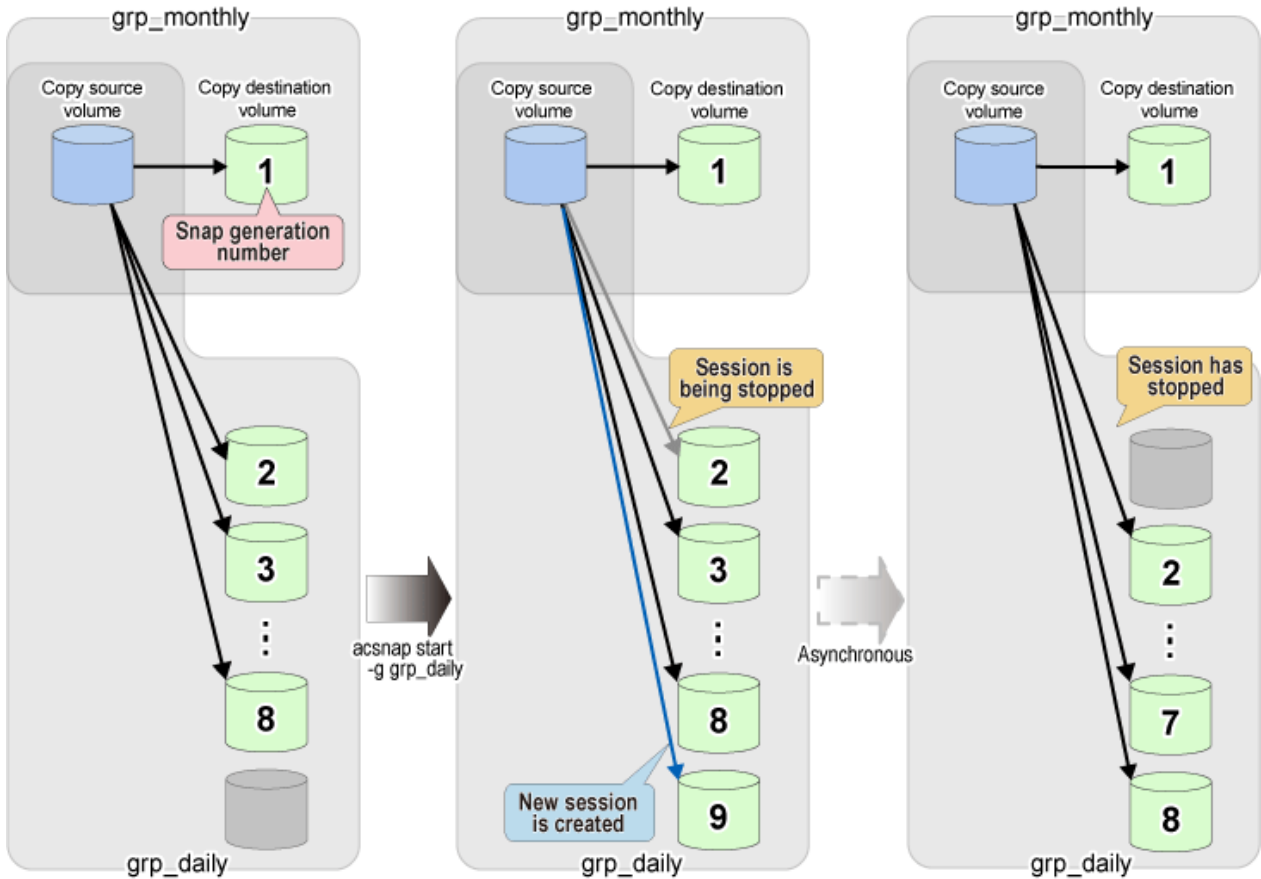 grp_monthly
Copy source
volume
Copy destination
volume
1
Snap generation
number
2
3
8
grp_daily
acsnap start
-g grp_daily
grp_monthly
Copy source
volume
Copy destination
volume
1
Session is
being stopped
2
3
8
New session
is created
9
grp_daily
Asynchronous
grp_monthly
Copy source
volume
Copy destination
volume
1
Session has
stopped
2
7
8
grp_daily